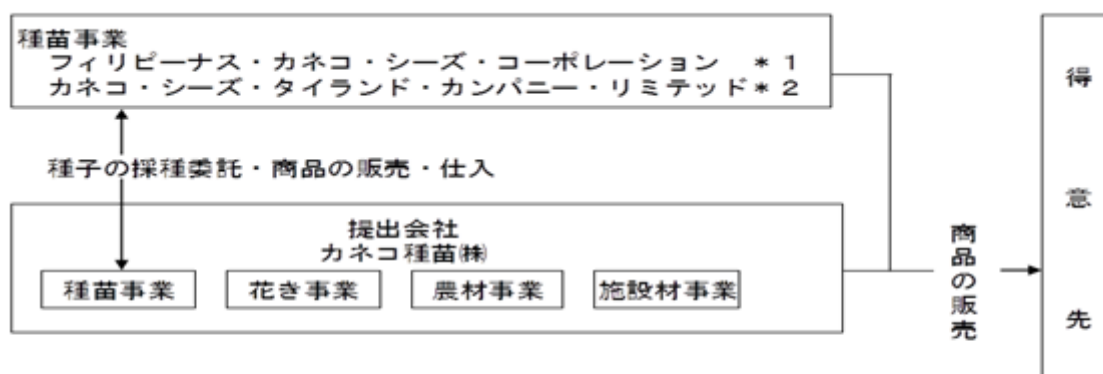 種苗事業
フィリピーナス・カネコ・シーズ・コーポレーション ＊１
カネコ・シーズ・タイランド・カンパニー・リミテッド＊２
種子の採種委託・商品の販売・仕入
提出会社
カネコ種苗㈱
種苗事業
花き事業
農材事業
施設材事業
商品の販売
得意先